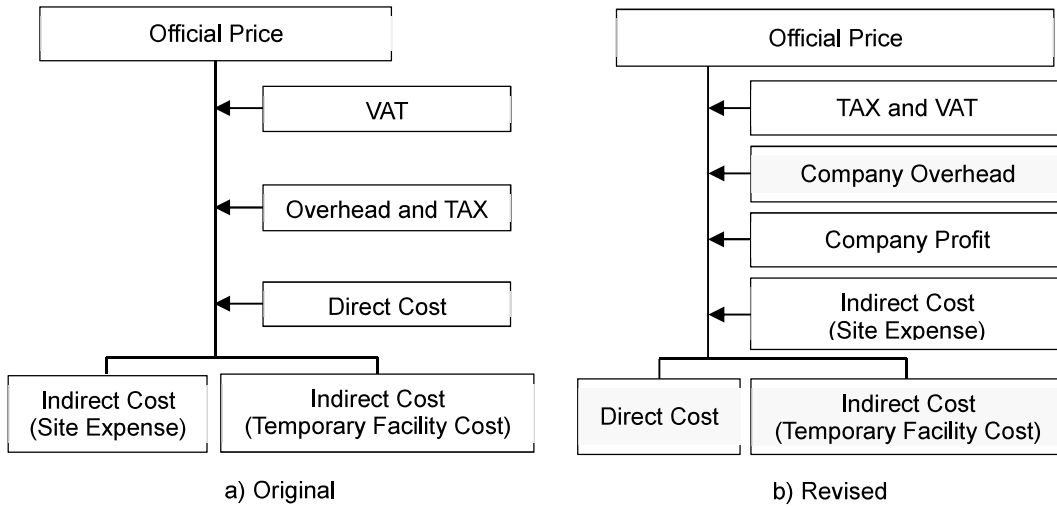 Official Price
VAT
Overhead and TAX
Direct Cost
Indirect Cost
(Site Expense)
Indirect Cost
(Temporary Facility Cost)
a) Original
Official Price
TAX and VAT
Company Overhead
Company Profit
Indirect Cost
(Site Expense)
Direct Cost
Indirect Cost
(Temporary Facility Cost)
b) Revised